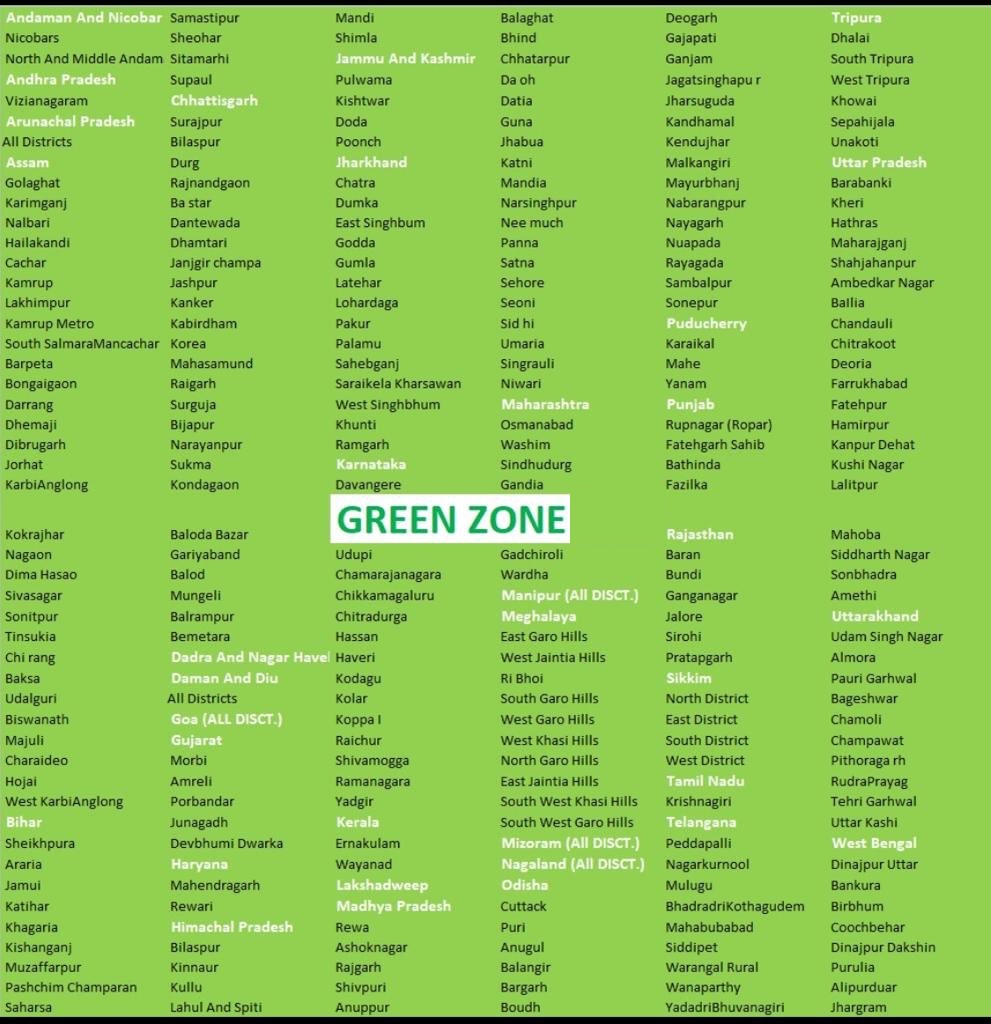 Andaman And Nicobar
Nicobars
North And Middle Andam
Andhra Pradesh
Vizianagaram
Arunachal Pradesh
All Districts
Assam
Golaghat
Karimganj
Nalbari
Hailakandi
Cachar
Kamrup
Lakhimpur
Kamrup Metro
South SalmaraMancachar
Barpeta
Bongaigaon
Darrang
Dhemaji
Dibrugarh
Jorhat
KarbiAnglong
Kokrajhar
Nagaon
Dima Hasao
Sivasagar
Sonitpur
Tinsukia
Chi rang
Baksa
Udalguri
Biswanath
Majuli
Charaideo
Hojai
West KarbiAnglong
Bihar
Sheikhpura
Araria
Jamui
Katihar
Khagaria
Kishanganj
Muzaffarpur
Pashchim Champaran
Saharsa
Samastipur
Sheohar
Sitamarhi
Supaul
Chhattisgarh
Surajpur
Bilaspur
Durg
Rajnandgaon
Ba star
Dantewada
Dhamtari
Janjgir champa
Jashpur
Kanker
Kabirdham
Korea
Mahasamund
Raigarh
Surguja
Bijapur
Narayanpur
Sukma
Kondagaon
Baloda Bazar
Gariyaband
Balod
Mungeli
Balrampur
Bemetara
Dadra And Nagar Havel
Daman And Diu
All Districts
Goa (ALL DISCT.)
Gujarat
Morbi
Amreli
Porbandar
Junagadh
Devbhumi Dwarka
Haryana
Mahendragarh
Rewari
Himachal Pradesh
Bilaspur
Kinnaur
Kullu
Lahul And Spiti
Mandi
Shimla
Jammu And Kashmir
Pulwama
Kishtwar
Doda
Poonch
Jharkhand
Chatra
Dumka
East Singhbum
Godda
Gumla
Latehar
Lohardaga
Pakur
Palamu
Sahebganj
Saraikela Kharsawan
West Singhbhum
Khunti
Ramgarh
Karnataka
Davangere
GREEN ZONE
Udupi
Chamarajanagara
Chikkamagaluru
Chitradurga
Hassan
Haveri
Kodagu
Kolar
Koppa I
Raichur
Shivamogga
Ramanagara
Yadgir
Kerala
Ernakulam
Wayanad
Lakshadweep
Madhya Pradesh
Rewa
Ashoknagar
Rajgarh
Shivpuri
Anuppur
Balaghat
Bhind
Chhatarpur
Da oh
Datia
Guna
Jhabua
Katni
Mandia
Narsinghpur
Nee much
Panna
Satna
Sehore
Seoni
Sid hi
Umaria
Singrauli
Niwari
Maharashtra
Osmanabad
Washim
Sindhudurg
Gandia
Gadchiroli
Wardha
Manipur (All DISCT.)
Meghalaya
East Garo Hills
West Jaintia Hills
Ri Bhoi
South Garo Hills
West Garo Hills
West Khasi Hills
North Garo Hills
East Jaintia Hills
South West Khasi Hills
South West Garo Hills
Mizoram (All DISCT.)
Nagaland (All DISCT.)
Odisha
Cuttack
Puri
Anugul
Balangir
Bargarh
Boudh
Deogarh
Gajapati
Ganjam
Jagatsinghapu r
Jharsuguda
Kandhamal
Kendujhar
Malkangiri
Mayurbhanj
Nabarangpur
Nayagarh
Nuapada
Rayagada
Sambalpur
Sonepur
Puducherry
Karaikal
Mahe
Yanam
Punjab
Rupnagar (Ropar)
Fatehgarh Sahib
Bathinda
Fazilka
Rajasthan
Baran
Bundi
Ganganagar
Jalore
Sirohi
Pratapgarh
Sikkim
North District
East District
South District
West District
Tamil Nadu
Krishnagiri
Telangana
Peddapalli
Nagarkurnool
Mulugu
BhadradriKothagudem
Mahabubabad
Siddipet
Warangal Rural
Wanaparthy
YadadriBhuvanagiri
Tripura
Dhalai
South Tripura
West Tripura
Khowai
Sepahijala
Unakoti
Uttar Pradesh
Barabanki
Kheri
Hathras
Maharajganj
Shahjahanpur
Ambedkar Nagar
Ballia
Chandauli
Chitrakoot
Deoria
Farrukhabad
Fatehpur
Hamirpur
Kanpur Dehat
Kushi Nagar
Lalitpur
Mahoba
Siddharth Nagar
Sonbhadra
Amethi
Uttarakhand
Udam Singh Nagar
Almora
Pauri Garhwal
Bageshwar
Chamoli
Champawat
Pithoraga rh
RudraPrayag
Tehri Garhwal
Uttar Kashi
West Bengal
Dinajpur Uttar
Bankura
Birbhum
Coochbehar
Dinajpur Dakshin
Purulia
Alipurduar
Jhargram